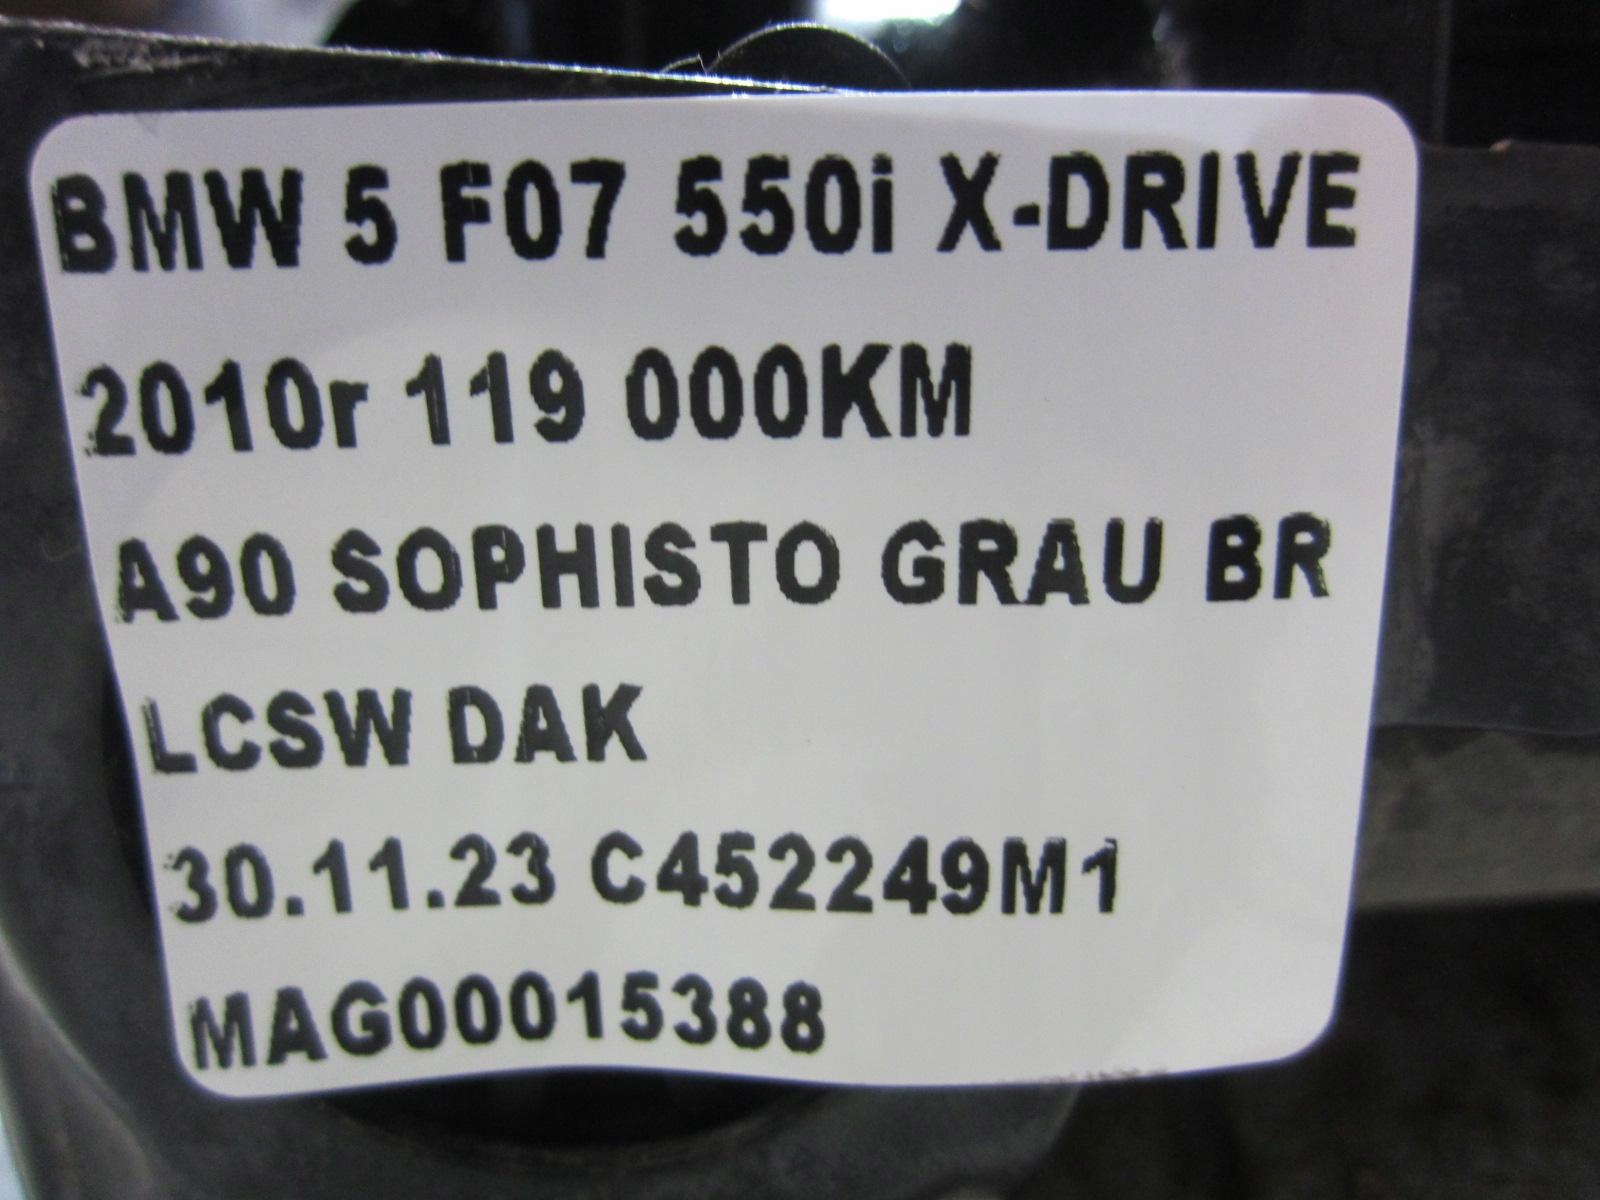 BMW 5 F07 550i X-DRIVE
2010r 119 000KM
A90 SOPHISTO GRAU BR
LCSW DAK
30.11.23 C452249M1
MAG00015388